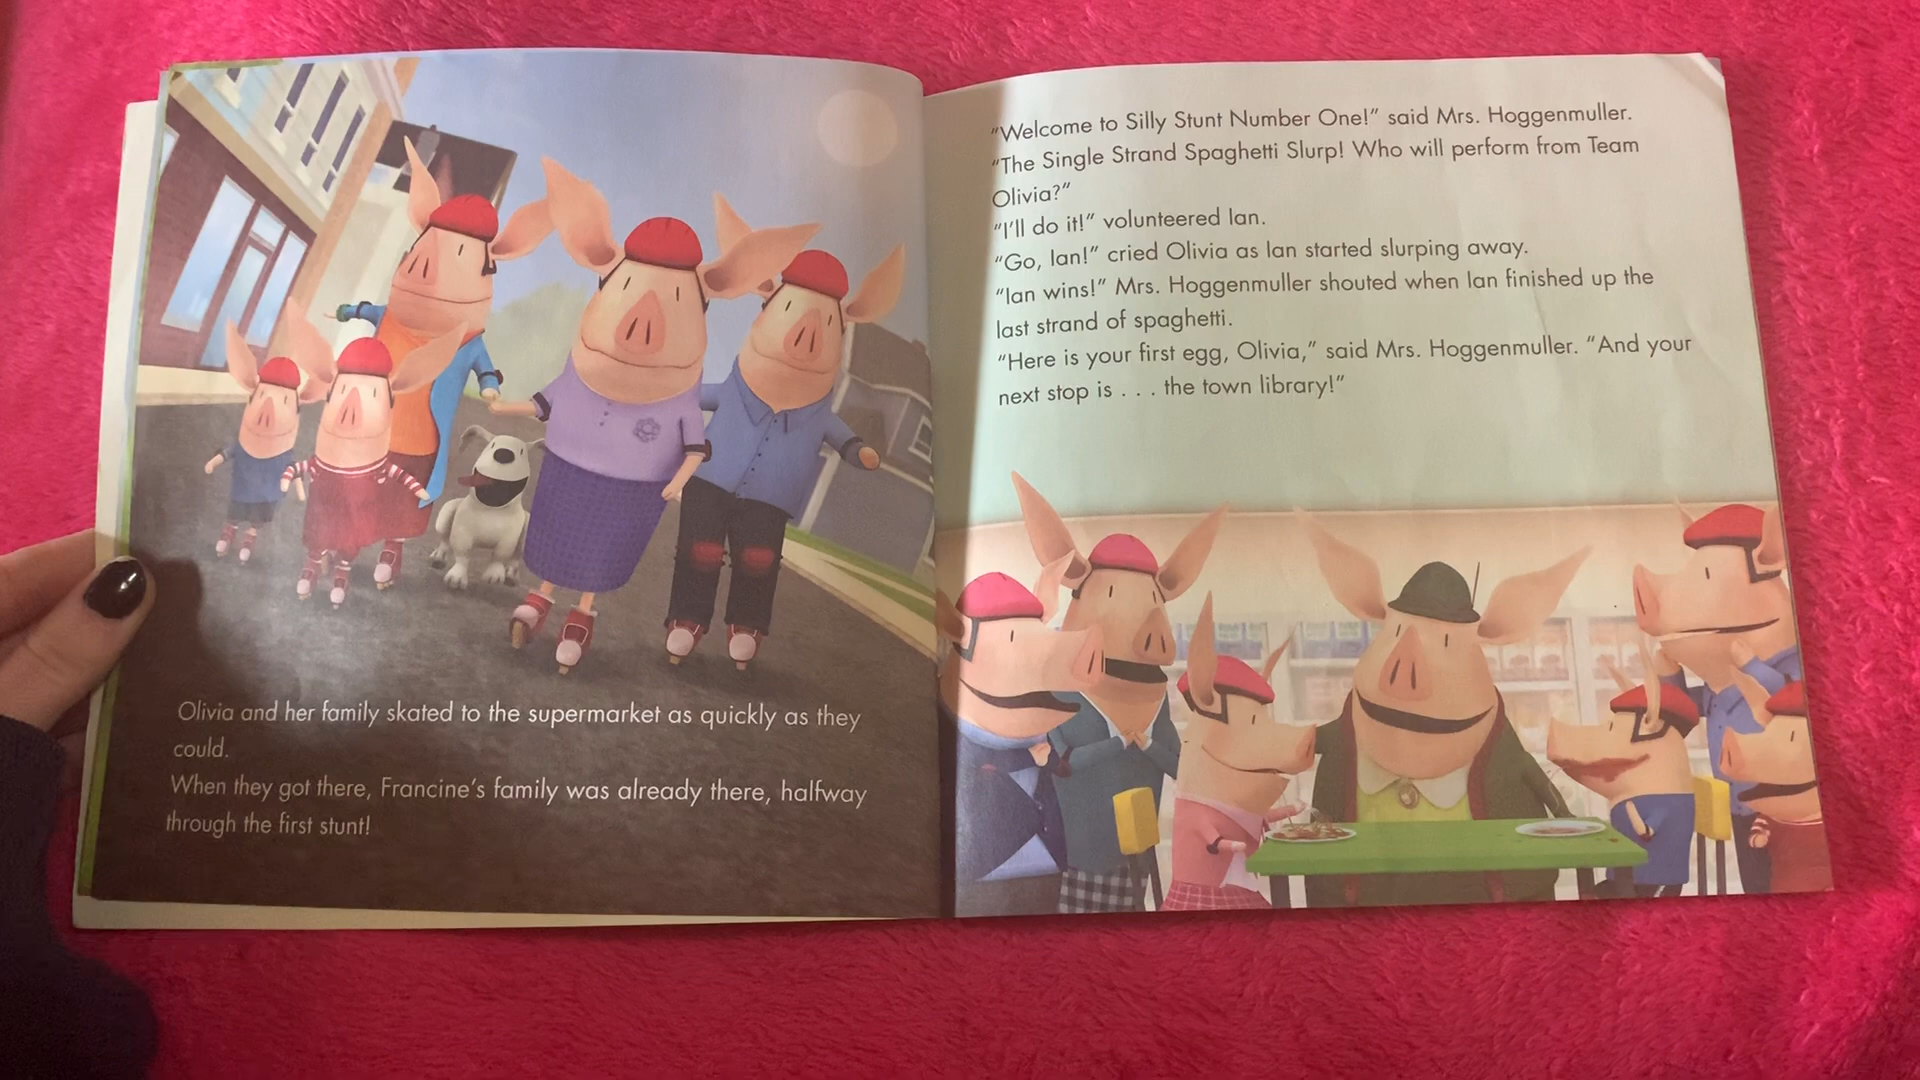 Olivia and her family skated to the supermarket as quickly as they
could.
When they got there, Francine's family was already there, halfway
through the first stunt!
"Welcome to Silly Stunt Number One!" said Mrs. Hoggenmuller.
"The Single Strand Spaghetti Slurp! Who will perform from Team
Olivia?"
"I'll do it!" volunteered Ian.
"Go, Ian!" cried Olivia as Ian started slurping away.
"Ian wins!" Mrs. Hoggenmuller shouted when Ian finished up the
last strand of spaghetti.
"Here is your first egg, Olivia," said Mrs. Hoggenmuller. "And your
next stop is . . . the town library!"